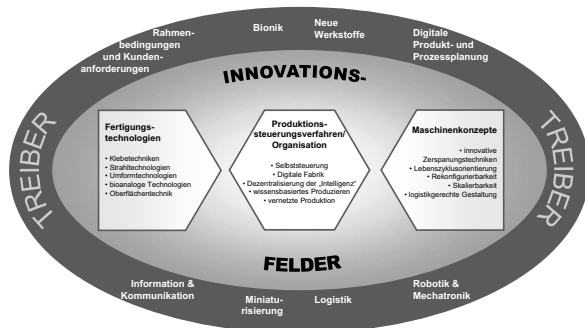 Rahmen-
bedingungen
und Kunden-
anforderungen
Bionik
Neue
Werkstoffe
Digitale
Produkt- und
Prozessplanung
INNOVATIONS-
TREIBER
Fertigungs-
technologien
• Klebetechniken
• Strahltechnologien
• Umformtechnologien
• bioanaloge Technologien
• Oberflächentechnik
Produktions-
steuerungsverfahren/
Organisation
• Selbststeuerung
• Digitale Fabrik
• Dezentralisierung der „Intelligenz“
• wissensbasiertes Produzieren
• vernetzte Produktion
Maschinenkonzepte
• innovative
Zerspanungstechniken
• Lebenszyklusorientierung
• Rekonfigurierbarkeit
• Skalierbarkeit
• logistikgerechte Gestaltung
TREIBER
FELDER
Information &
Kommunikation
Miniatu-
risierung
Logistik
Robotik &
Mechatronik